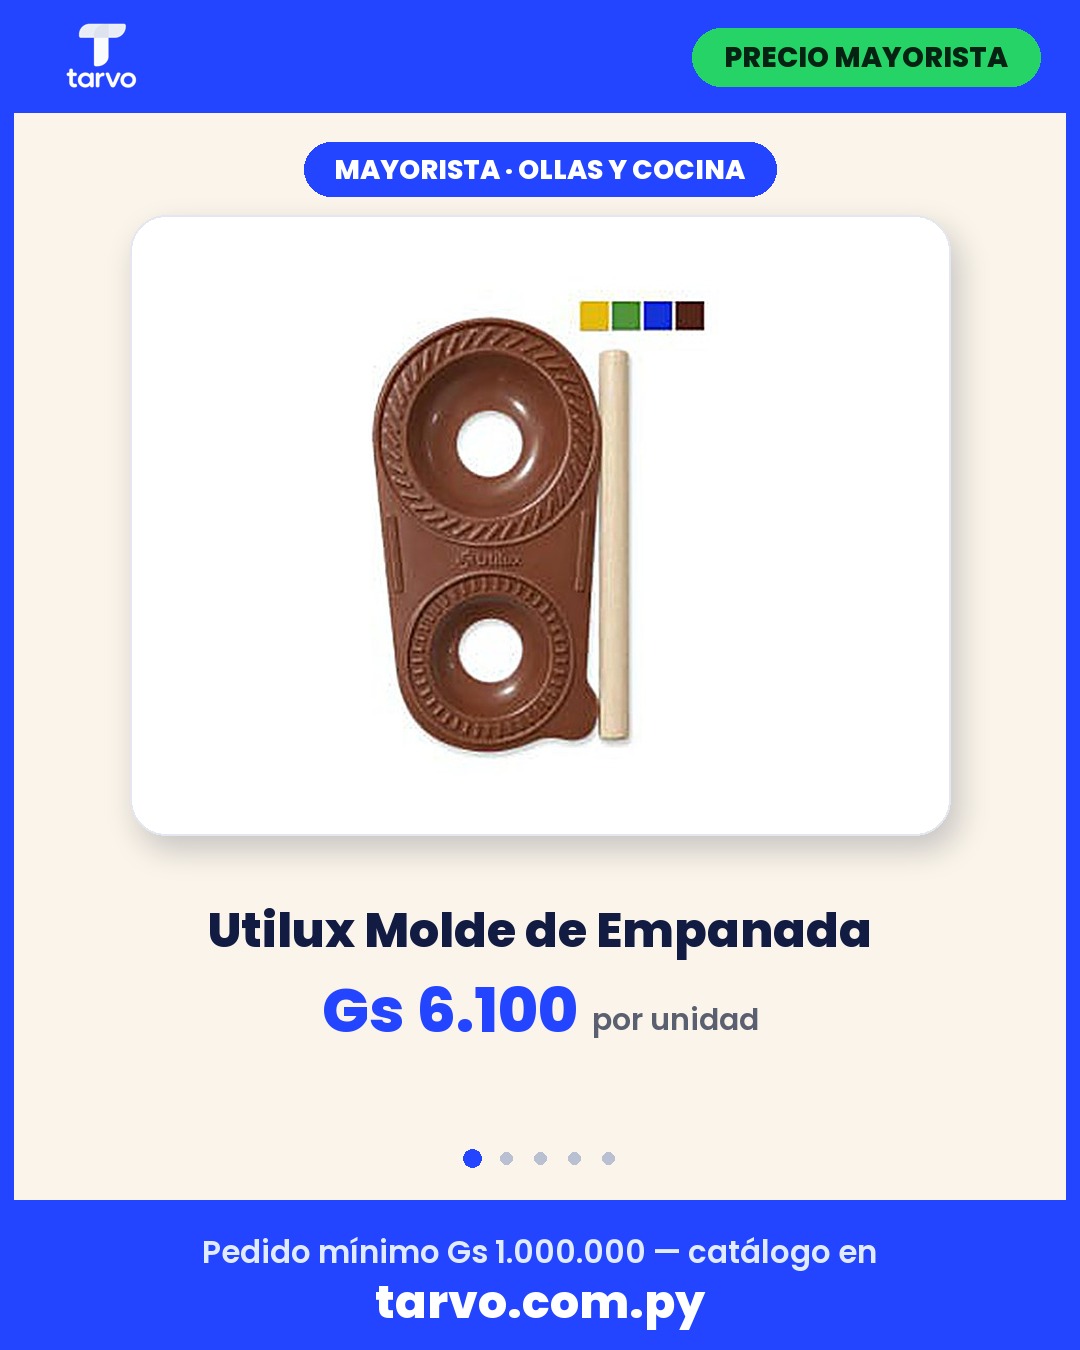 tarvo
PRECIO MAYORISTA
MAYORISTA · OLLAS Y COCINA
Utilux
Utilux Molde de Empanada
Gs 6.100 por unidad
Pedido mínimo Gs 1.000.000 — catálogo en
tarvo.com.py